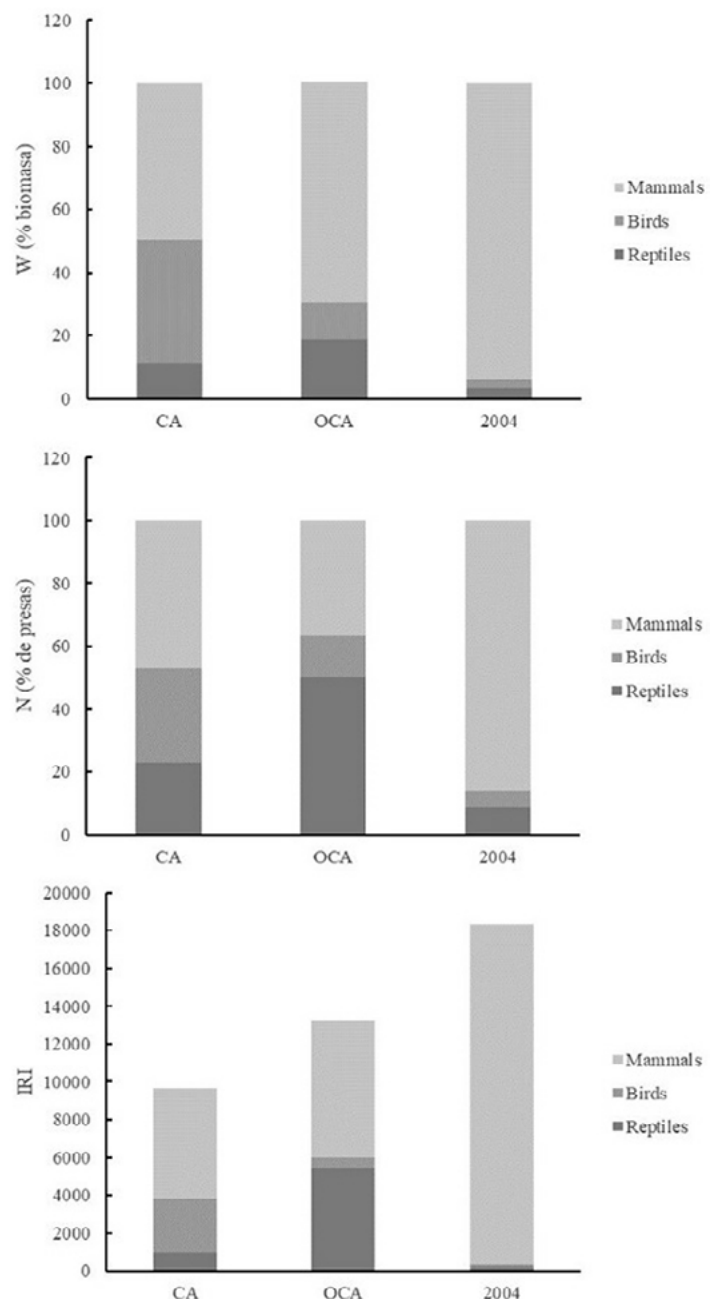 120
100
80
60
40
20
0
W (% biomasa)
CA OCA 2004
Mammals
Birds
Reptiles
120
100
80
60
40
20
0
N (% de presas)
CA OCA 2004
Mammals
Birds
Reptiles
20000
18000
16000
14000
12000
10000
8000
6000
4000
2000
0
IRI
CA OCA 2004
Mammals
Birds
Reptiles